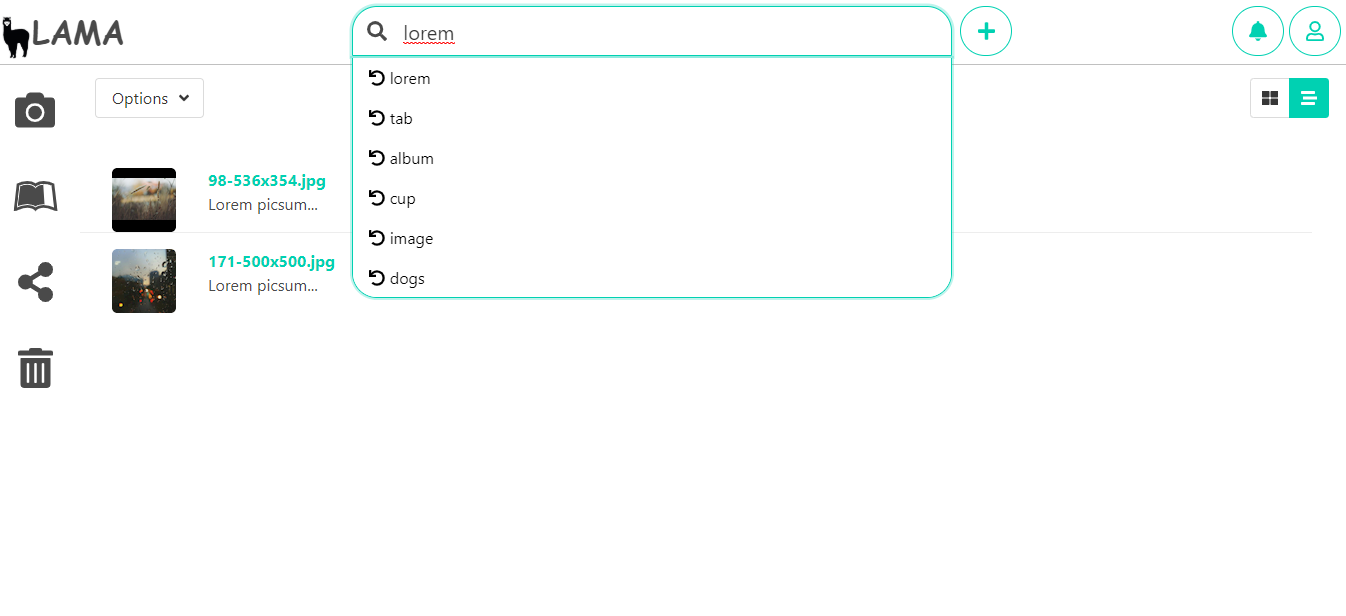 LAMA
lorem
lorem
tab
album
cup
image
dogs
Options
98-536x354.jpg
Lorem picsum...
171-500x500.jpg
Lorem picsum...